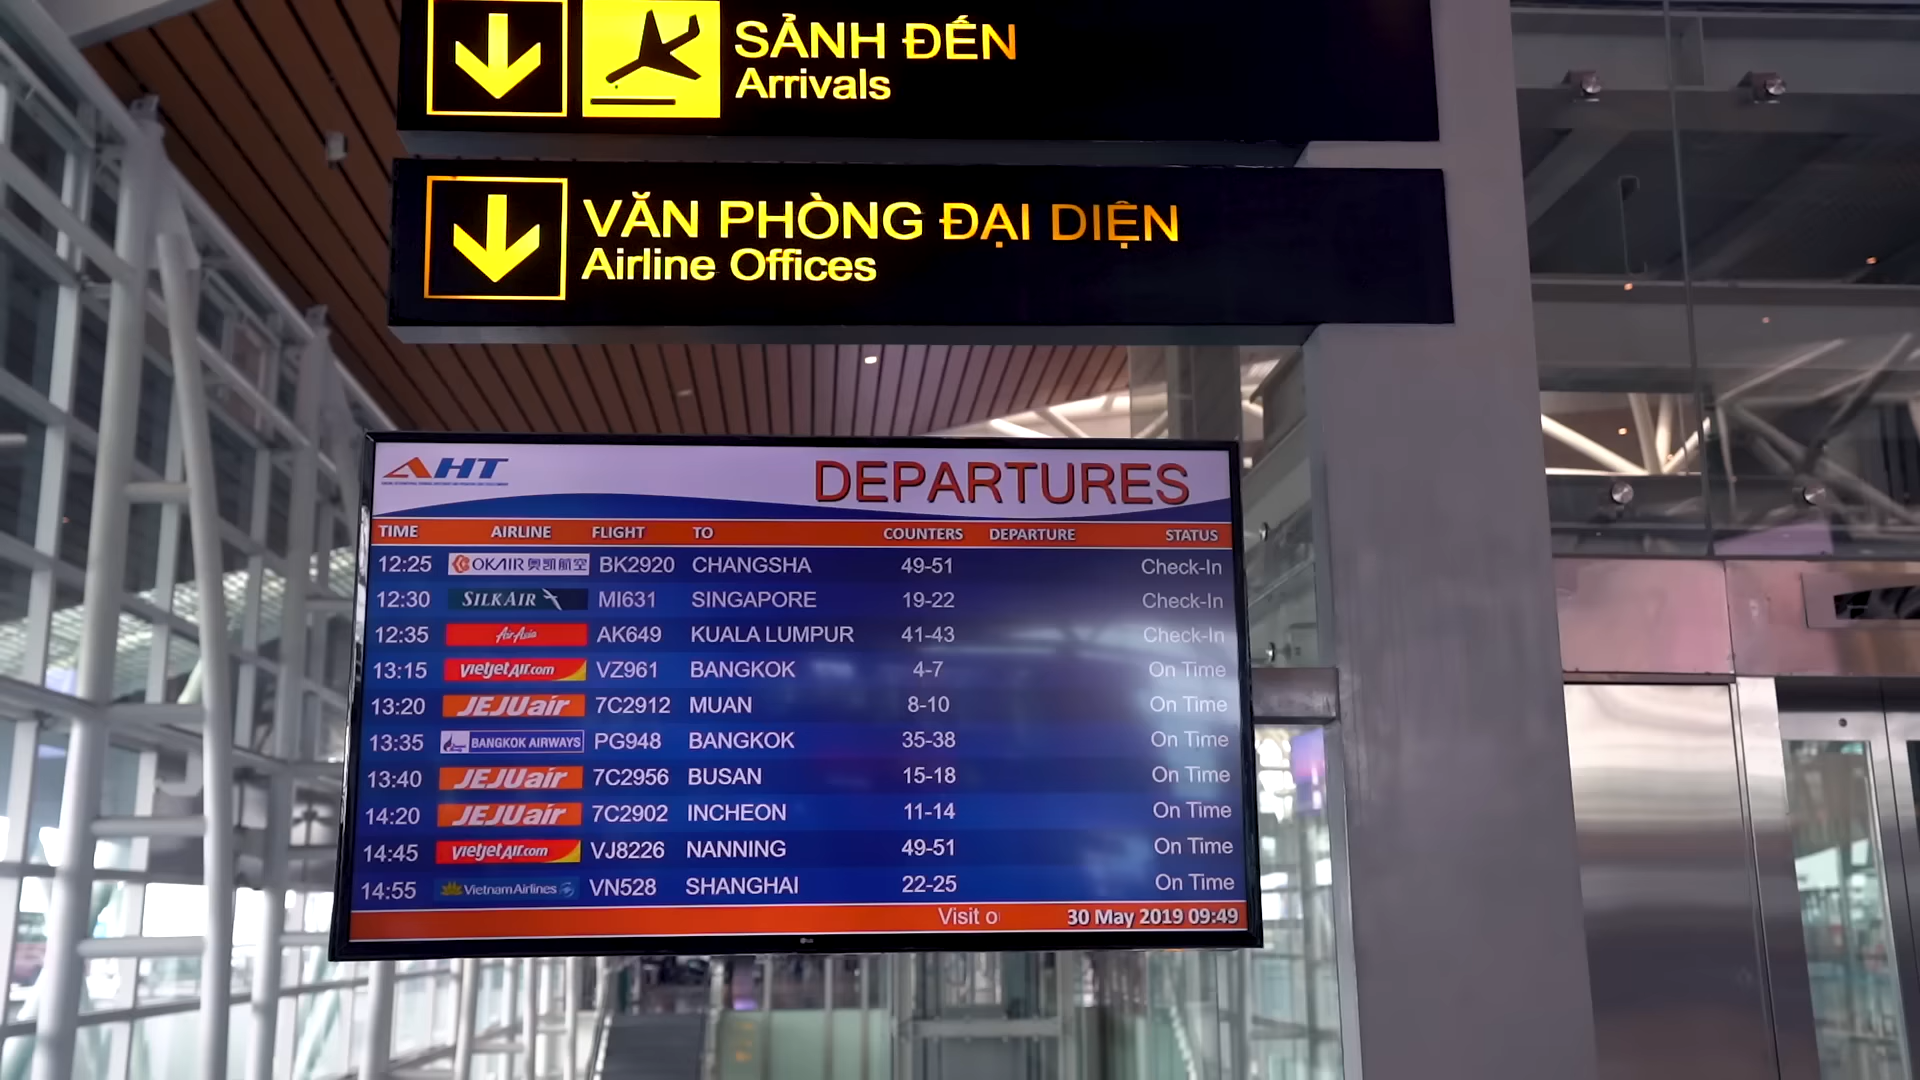 SẢNH ĐẾN
Arrivals
VĂN PHÒNG ĐẠI DIỆN
Airline Offices
AHT DEPARTURES
TIME AIRLINE FLIGHT TO COUNTERS DEPARTURE STATUS
12:25 OKAIR 奥凯航空 BK2920 CHANGSHA 49-51 Check-In
12:30 SILKAIR MI631 SINGAPORE 19-22 Check-In
12:35 AirAsia AK649 KUALA LUMPUR 41-43 Check-In
13:15 vietjetAir.com VZ961 BANGKOK 4-7 On Time
13:20 JEJUair 7C2912 MUAN 8-10 On Time
13:35 BANGKOK AIRWAYS PG948 BANGKOK 35-38 On Time
13:40 JEJUair 7C2956 BUSAN 15-18 On Time
14:20 JEJUair 7C2902 INCHEON 11-14 On Time
14:45 vietjetAir.com VJ8226 NANNING 49-51 On Time
14:55 Vietnam Airlines VN528 SHANGHAI 22-25 On Time
Visit o 30 May 2019 09:49
LG